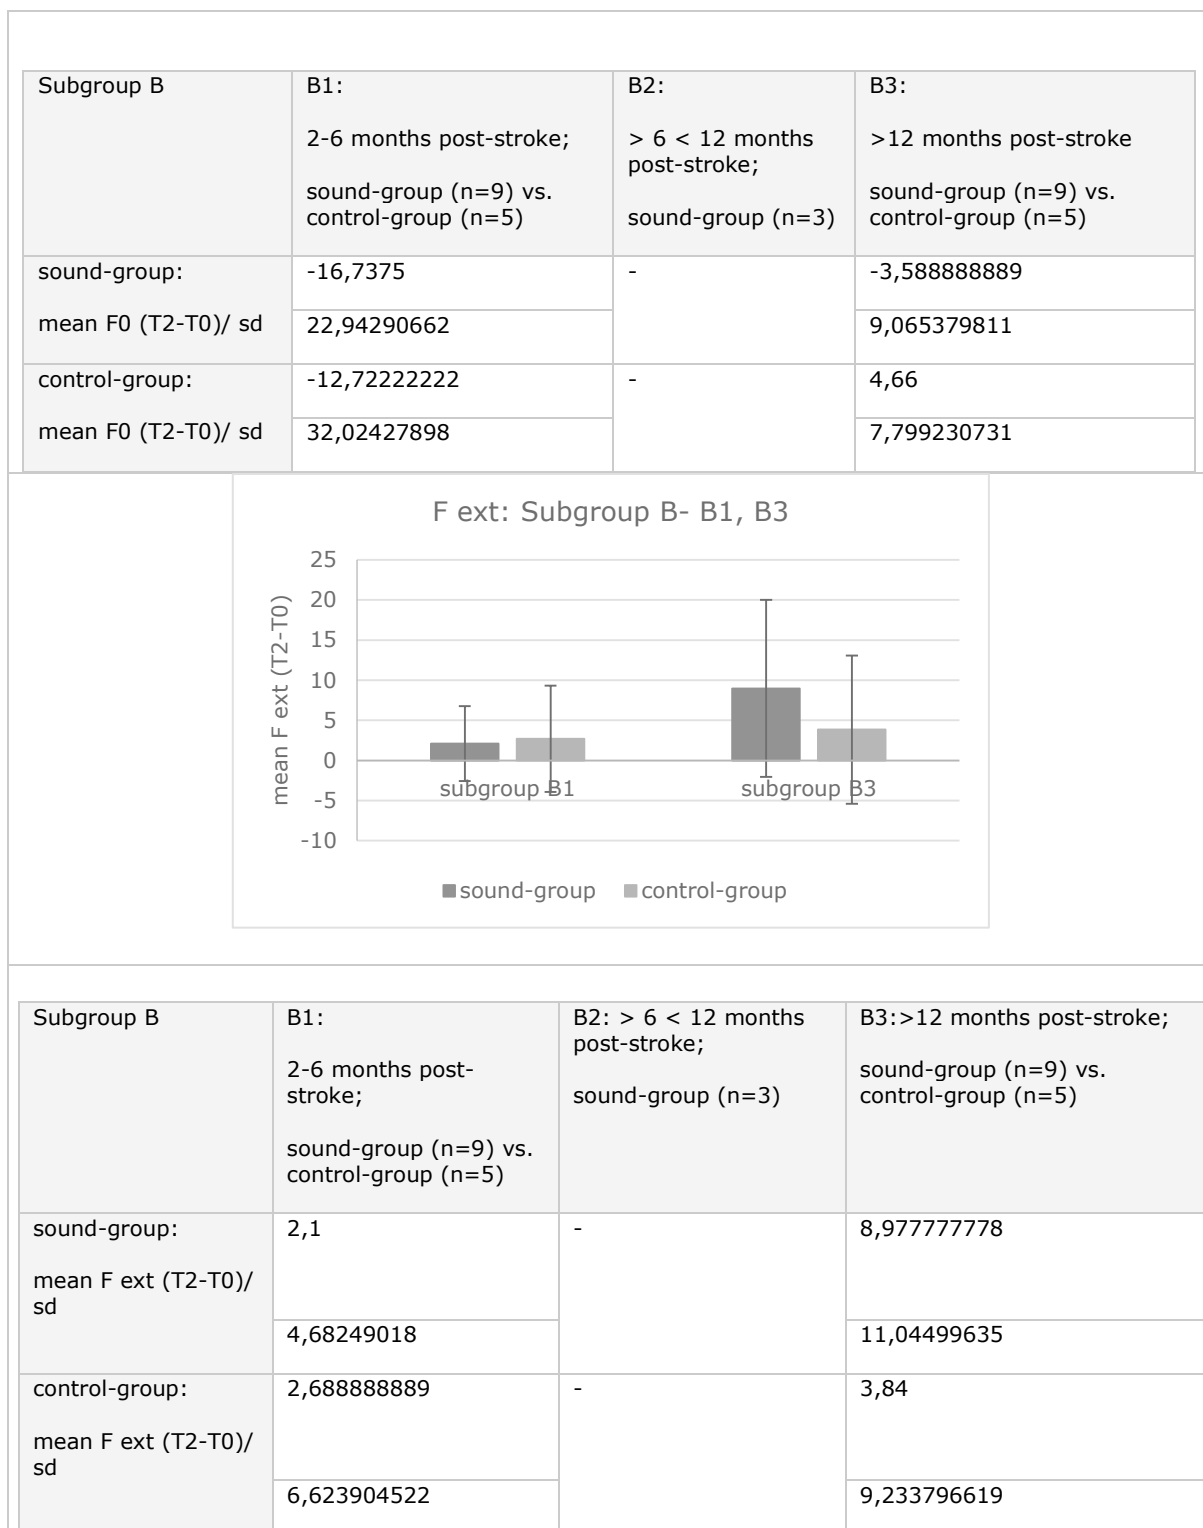 Subgroup B
B1:
2-6 months post-stroke;
sound-group (n=9) vs.
control-group (n=5)
B2:
> 6 < 12 months
post-stroke;
sound-group (n=3)
B3:
>12 months post-stroke
sound-group (n=9) vs.
control-group (n=5)
sound-group:
mean F0 (T2-T0)/ sd
-16,7375
22,94290662
-
-3,588888889
9,065379811
control-group:
mean F0 (T2-T0)/ sd
-12,72222222
32,02427898
-
4,66
7,799230731
F ext: Subgroup B- B1, B3
mean F ext (T2-T0)
25
20
15
10
5
0
-5
-10
subgroup B1
subgroup B3
sound-group
control-group
Subgroup B
B1:
2-6 months post-
stroke;
sound-group (n=9) vs.
control-group (n=5)
B2: > 6 < 12 months
post-stroke;
sound-group (n=3)
B3:>12 months post-stroke;
sound-group (n=9) vs.
control-group (n=5)
sound-group:
mean F ext (T2-T0)/
sd
2,1
4,68249018
-
8,977777778
11,04499635
control-group:
mean F ext (T2-T0)/
sd
2,688888889
6,623904522
-
3,84
9,233796619